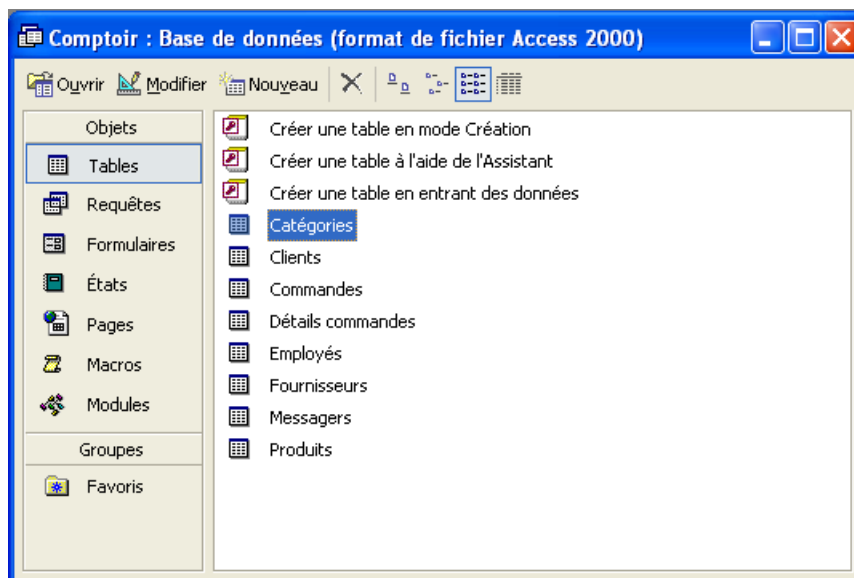 Comptoir : Base de données (format de fichier Access 2000)
Ouvrir Modifier Nouveau
Objets
Tables
Requêtes
Formulaires
États
Pages
Macros
Modules
Groupes
Favoris
Créer une table en mode Création
Créer une table à l'aide de l'Assistant
Créer une table en entrant des données
Catégories
Clients
Commandes
Détails commandes
Employés
Fournisseurs
Messagers
Produits